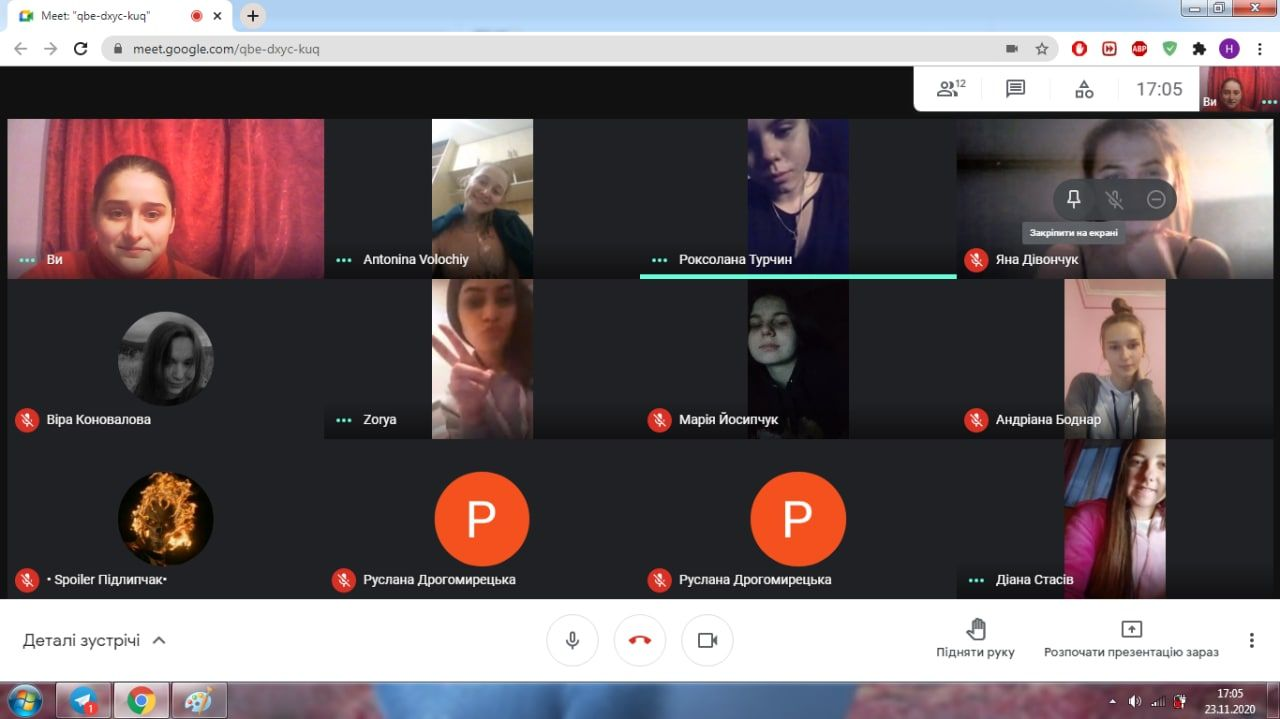 Meet: "qbe-dxyc-kuq"
meet.google.com/qbe-dxyc-kuq
ABP
H
12
17:05
Ви
Ви
Antonina Volochiy
Роксолана Турчин
Закріпити на екрані
Яна Дівончук
Віра Коновалова
Zorya
Марія Йосипчук
Андріана Боднар
Р
Р
• Spoiler Підлипчак•
Руслана Дрогомирецька
Руслана Дрогомирецька
Діана Стасів
Деталі зустрічі
Підняти руку
Розпочати презентацію зараз
1
17:05
23.11.2020